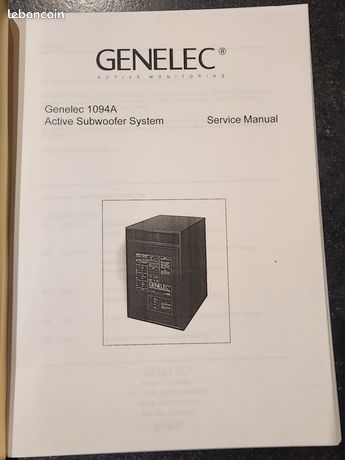 leboncoin
GENELEC®
ACTIVE MONITORING
Genelec 1094A
Active Subwoofer System Service Manual
GENELEC